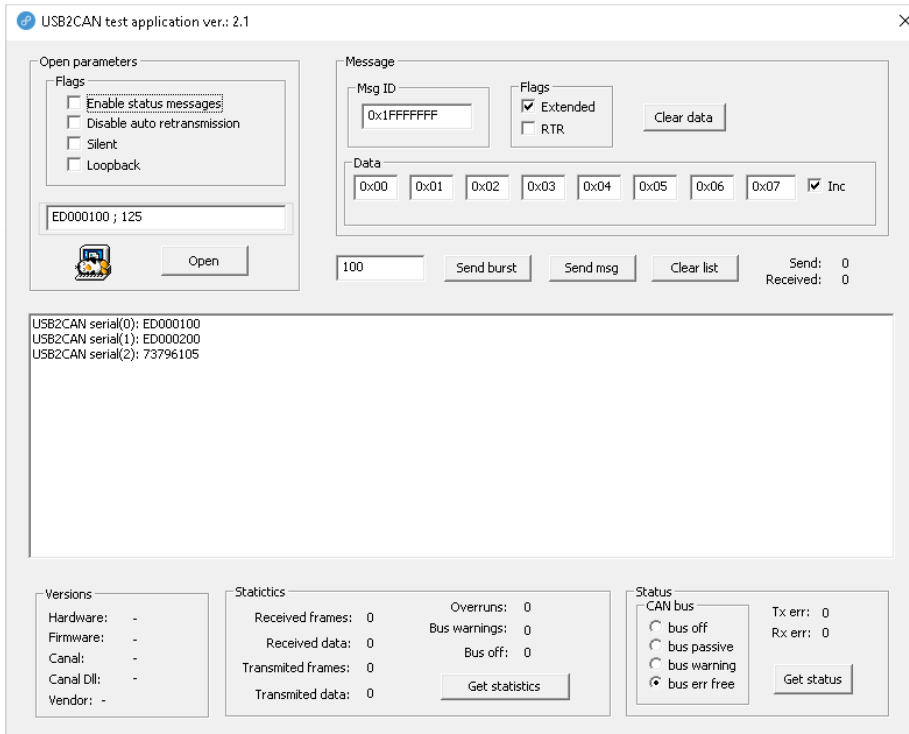 USB2CAN test application ver.: 2.1
Open parameters
Flags
Enable status messages
Disable auto retransmission
Silent
Loopback
ED000100 ; 125
Open
Message
Msg ID
0x1FFFFFFF
Flags
Extended
RTR
Clear data
Data
0x00 0x01 0x02 0x03 0x04 0x05 0x06 0x07 Inc
100 Send burst Send msg Clear list
Send: 0
Received: 0
USB2CAN serial(0): ED000100
USB2CAN serial(1): ED000200
USB2CAN serial(2): 73796105
Versions
Hardware: -
Firmware: -
Canal: -
Canal Dll: -
Vendor: -
Statictics
Received frames: 0
Received data: 0
Transmited frames: 0
Transmited data: 0
Overruns: 0
Bus warnings: 0
Bus off: 0
Get statistics
Status
CAN bus
bus off
bus passive
bus warning
bus err free
Tx err: 0
Rx err: 0
Get status